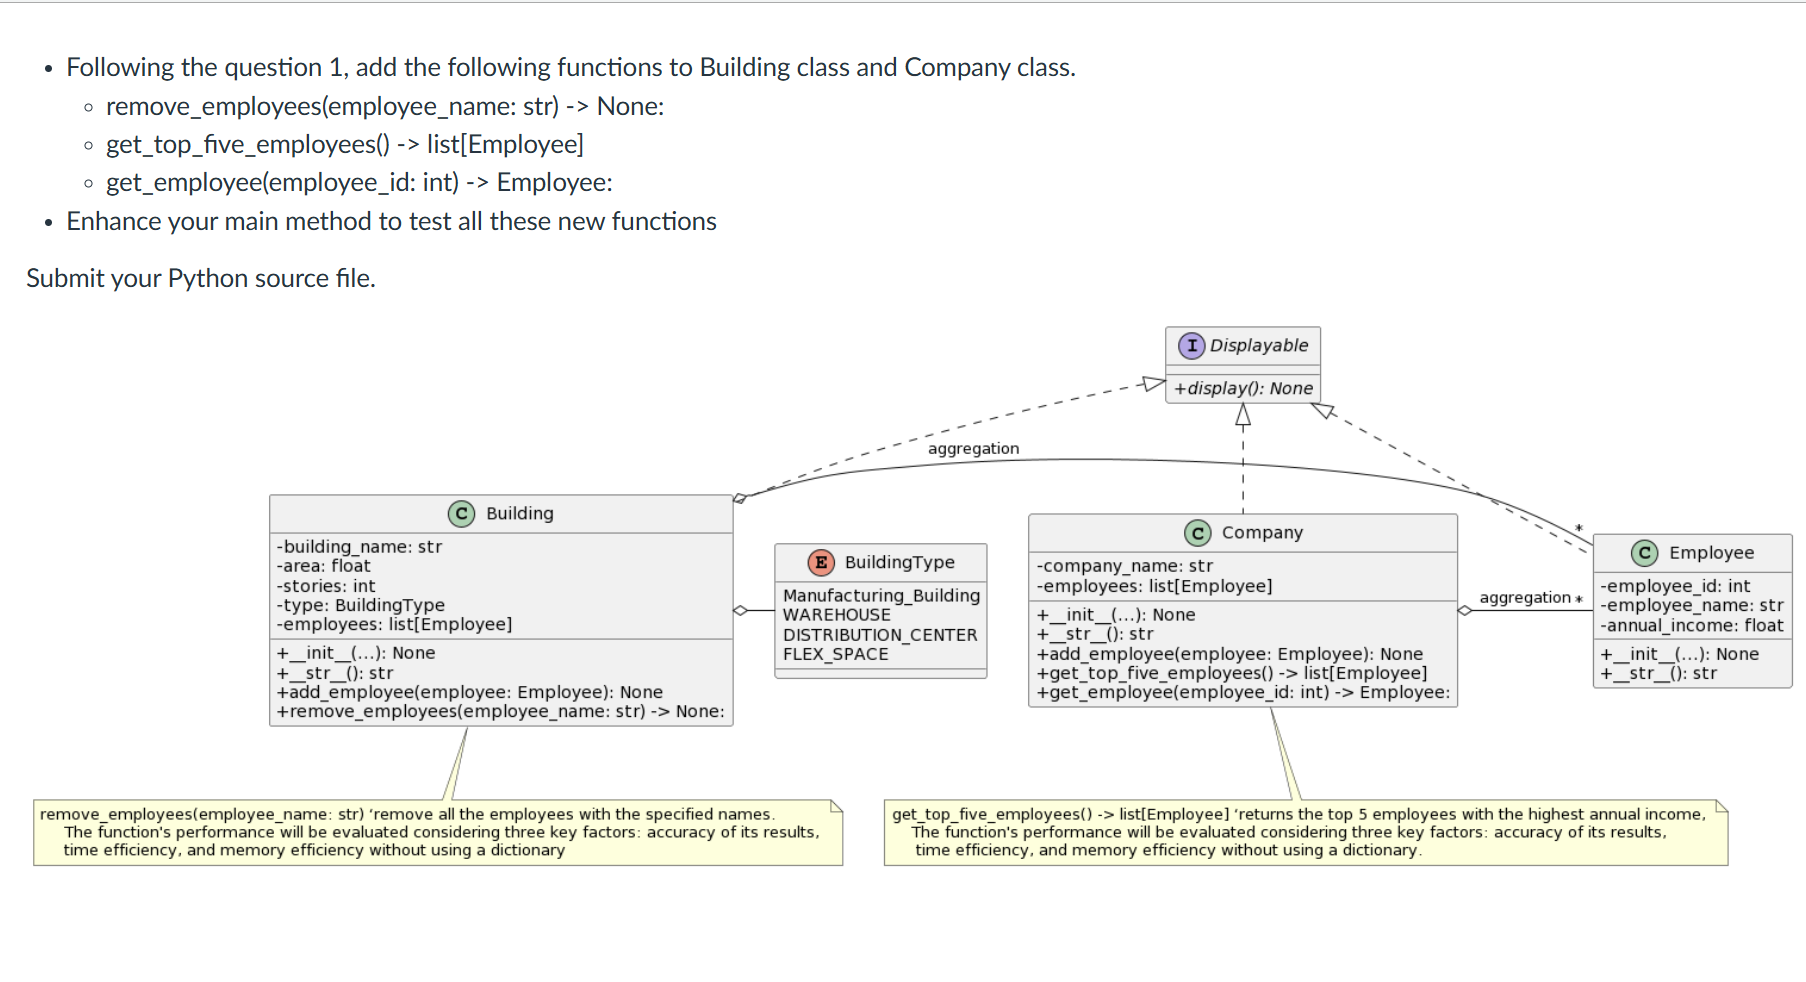 Following the question 1, add the following functions to Building class and Company class.
remove_employees(employee_name: str) -> None:
get_top_five_employees() -> list[Employee]
get_employee(employee_id: int) -> Employee:
Enhance your main method to test all these new functions
Submit your Python source file.
I Displayable
+display(): None
aggregation
C Building
-building_name: str
-area: float
-stories: int
-type: BuildingType
-employees: list[Employee]
+__init__(...): None
+__str__(): str
+add_employee(employee: Employee): None
+remove_employees(employee_name: str) -> None:
E BuildingType
Manufacturing_Building
WAREHOUSE
DISTRIBUTION_CENTER
FLEX_SPACE
C Company
-company_name: str
-employees: list[Employee]
+__init__(...): None
+__str__(): str
+add_employee(employee: Employee): None
+get_top_five_employees() -> list[Employee]
+get_employee(employee_id: int) -> Employee:
aggregation *
*
C Employee
-employee_id: int
-employee_name: str
-annual_income: float
+__init__(...): None
+__str__(): str
remove_employees(employee_name: str) ‘remove all the employees with the specified names.
The function's performance will be evaluated considering three key factors: accuracy of its results,
time efficiency, and memory efficiency without using a dictionary
get_top_five_employees() -> list[Employee] ‘returns the top 5 employees with the highest annual income,
The function's performance will be evaluated considering three key factors: accuracy of its results,
time efficiency, and memory efficiency without using a dictionary.